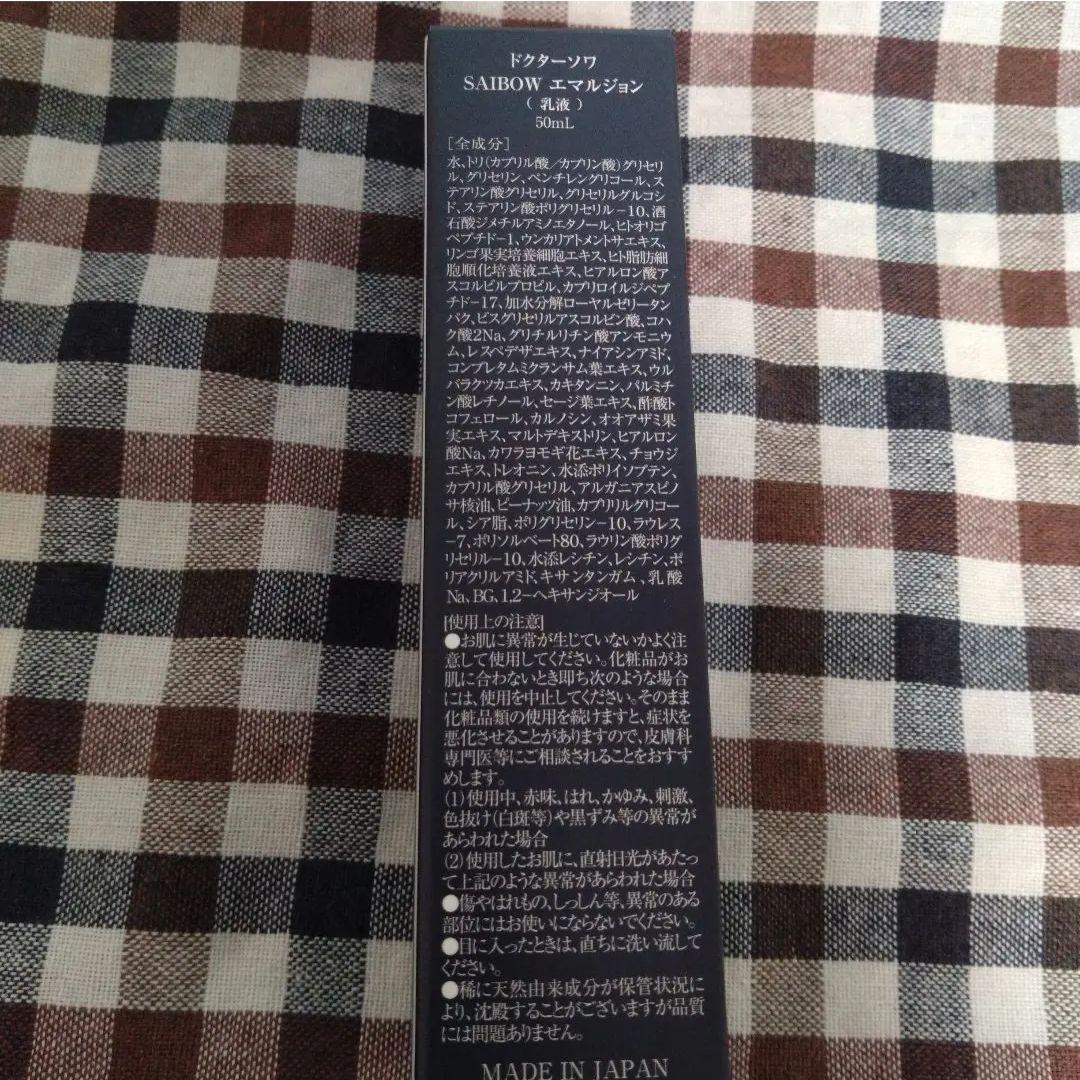 ドクターソワ
SAIBOW エマルジョン
（ 乳液 ）
50mL
［全成分］
水、トリ（カプリル酸／カプリン酸）グリセリ
ル、グリセリン、ペンチレングリコール、ス
テアリン酸グリセリル、グリセリルグルコシ
ド、ステアリン酸ポリグリセリル－10、酒
石酸ジメチルアミノエタノール、ヒトオリゴ
ペプチド-1、ウンカリアトメントサエキス、
リンゴ果実培養細胞エキス、ヒト脂肪細
胞順化培養液エキス、ヒアルロン酸ア
スコルビルプロピル、カプロイルジペプ
チド-17、加水分解ローヤルゼリータン
パク、ビスグリセリルアスコルビン酸、コハ
ク酸2Na、グリチルリチン酸アンモニウ
ム、レスペデザエキス、ナイアシンアミド、
コンブレタムミクランサム葉エキス、ウル
バラクツカエキス、カキタンニン、パルミチ
ン酸レチノール、セージ葉エキス、酢酸ト
コフェロール、カルノシン、オオアザミ果
実エキス、マルトデキストリン、ヒアルロン
酸Na、カワラヨモギ花エキス、チョウジ
エキス、トレオニン、水添ポリイソブテン、
カプリル酸グリセリル、アルガニアスピノ
サ核油、ピーナッツ油、カプリリルグリコー
ル、シア脂、ポリグリセリン－10、ラウレス
-7、ポリソルベート80、ラウリン酸ポリグ
リセリル－10、水添レシチン、レシチン、ポ
リアクリルアミド、キサンタンガム、乳酸
Na、BG、1,2－ヘキサンジオール
[使用上の注意]
●お肌に異常が生じていないかよく注
意して使用してください。化粧品がお
肌に合わないとき即ち次のような場合
には、使用を中止してください。そのまま
化粧品類の使用を続けますと、症状を
悪化させることがありますので、皮膚科
専門医等にご相談されることをおすす
めします。
(1)使用中、赤味、はれ、かゆみ、刺激、
色抜け（白斑等）や黒ずみ等の異常が
あらわれた場合
(2)使用したお肌に、直射日光があたっ
て上記のような異常があらわれた場合
●傷やはれもの、しっしん等、異常のある
部位にはお使いにならないでください。
●目に入ったときは、直ちに洗い流して
ください。
●稀に天然由来成分が保管状況に
より、沈殿することがございますが品質
には問題ありません。
MADE IN JAPAN